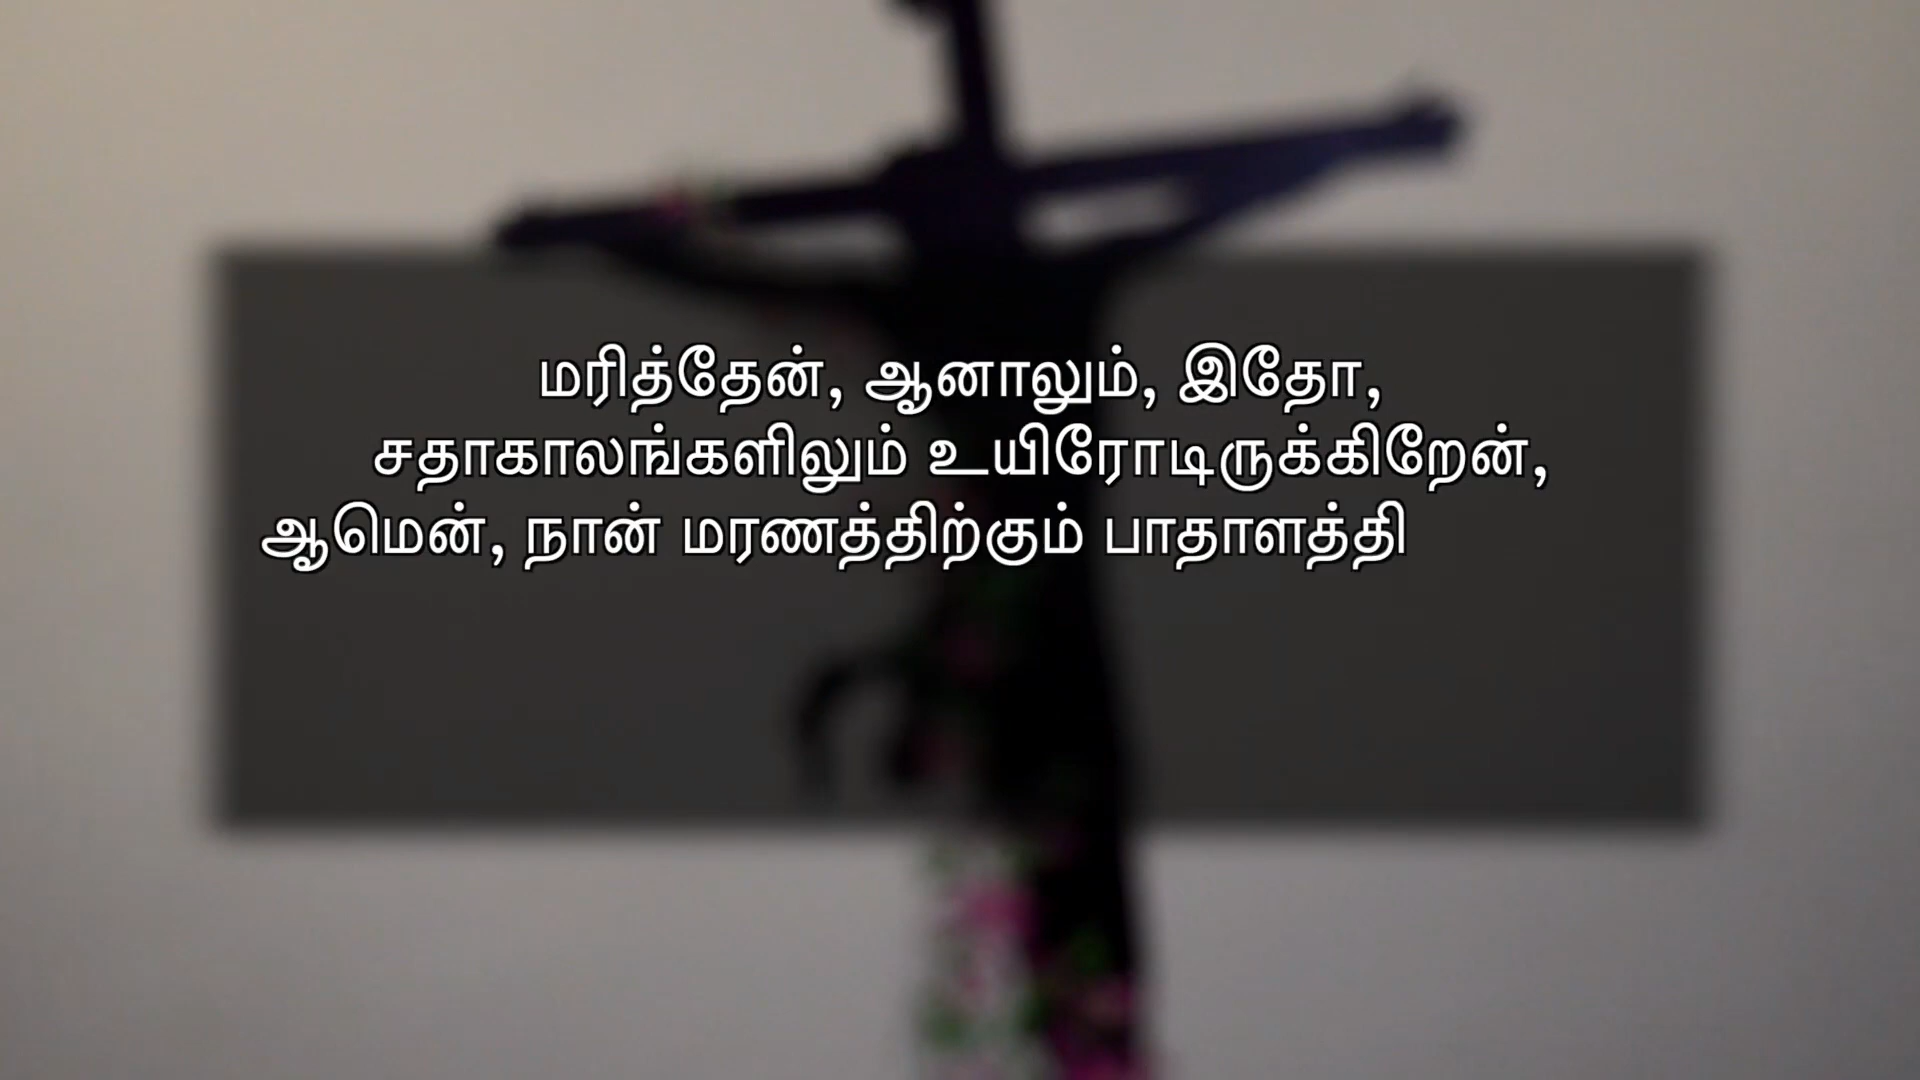 மரித்தேன், ஆனாலும், இதோ,
சதாகாலங்களிலும் உயிரோடிருக்கிறேன்,
ஆமென், நான் மரணத்திற்கும் பாதாளத்தி